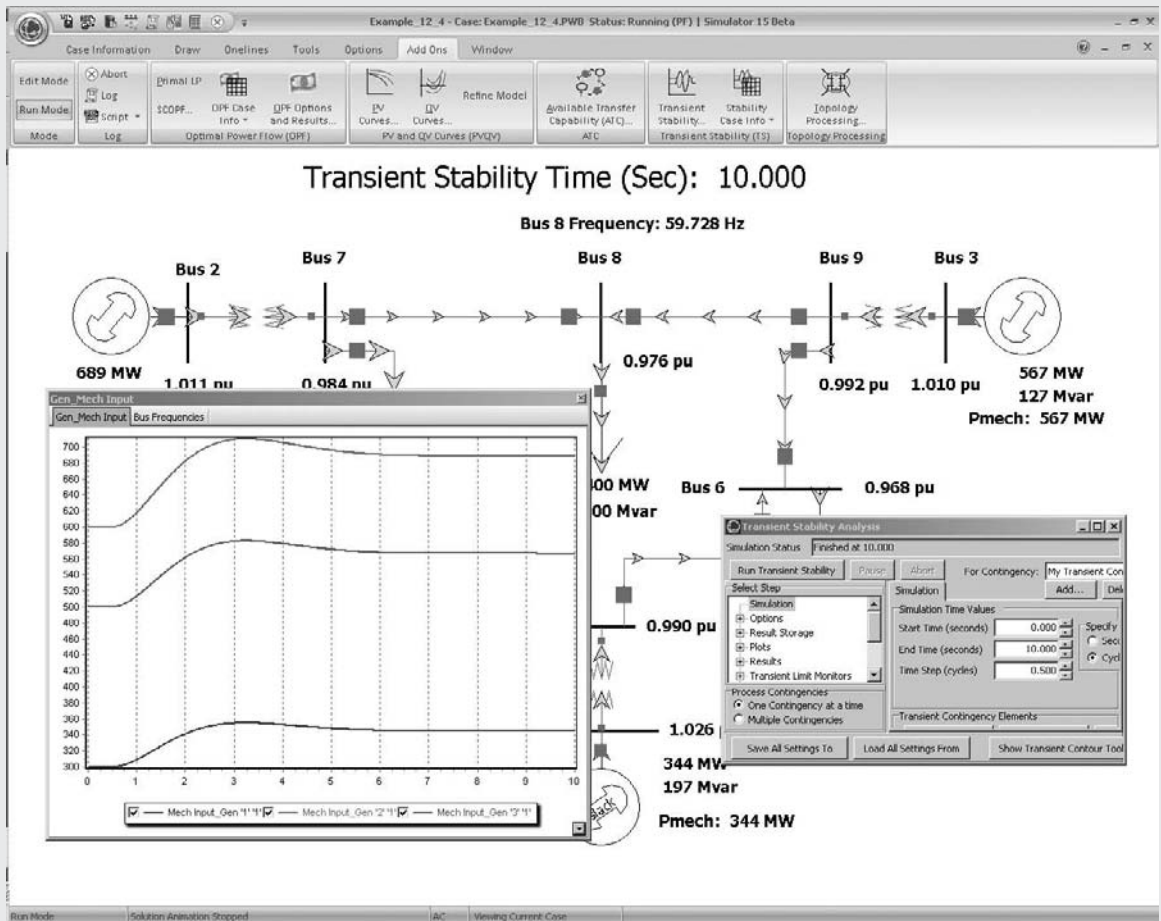 Example_12_4 - Case: Example_12_4.PWB Status: Running (PF) | Simulator 15 Beta
Case Information Draw Onelines Tools Options Add Ons Window
Edit Mode
Run Mode
Mode
Abort
Log
Script
Log
Primal LP
SCOPF...
OPF Case
Info
OPF Options
and Results...
Optimal Power Flow (OPF)
PV
Curves...
QV
Curves...
Refine Model
PV and QV Curves (PVQV)
Available Transfer
Capability (ATC)...
ATC
Transient
Stability...
Stability
Case Info
Transient Stability (TS)
Topology
Processing...
Topology Processing
Transient Stability Time (Sec): 10.000
Bus 8 Frequency: 59.728 Hz
Bus 2 Bus 7 Bus 8 Bus 9 Bus 3
689 MW
1.011 pu 0.984 pu
0.976 pu
0.992 pu 1.010 pu
567 MW
127 Mvar
Pmech: 567 MW
00 MW
00 Mvar
Bus 6 0.968 pu
0.990 pu
1.026
344 MW
197 Mvar
Pmech: 344 MW
Gen_Mech Input
Gen_Mech Input Bus Frequencies
700
680
660
640
620
600
580
560
540
520
500
480
460
440
420
400
380
360
340
320
300
0 1 2 3 4 5 6 7 8 9 10
Mech Input_Gen '1' '1' Mech Input_Gen '2' '1' Mech Input_Gen '3' '1'
Transient Stability Analysis
Simulation Status Finished at 10.000
Run Transient Stability Pause Abort For Contingency: My Transient Con
Select Step
Simulation
Options
Result Storage
Plots
Results
Transient Limit Monitors
Process Contingencies
One Contingency at a time
Multiple Contingencies
Simulation Add... Del
Simulation Time Values
Start Time (seconds) 0.000
End Time (seconds) 10.000
Time Step (cycles) 0.500
Specify
Sec
Cycl
Transient Contingency Elements
Save All Settings To Load All Settings From Show Transient Contour Tool
Run Mode Solution Animation Stopped AC Viewing Current Case